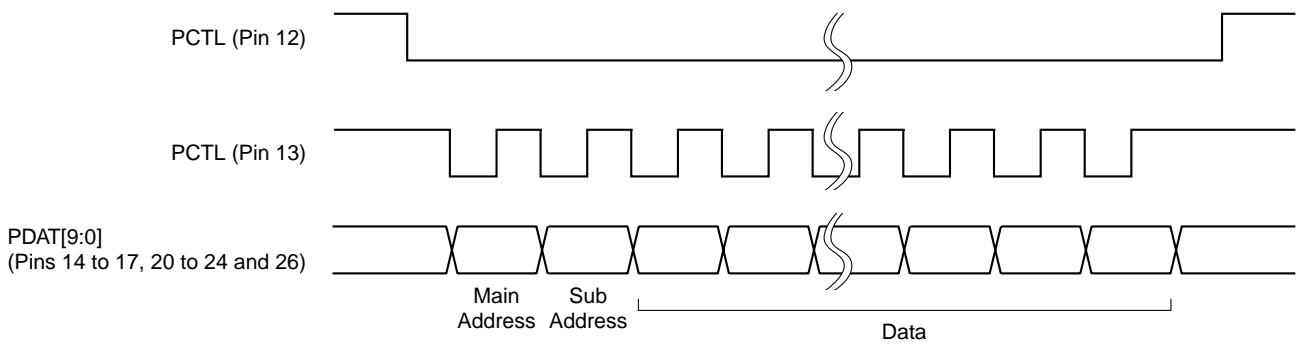 PCTL (Pin 12)
PCTL (Pin 13)
PDAT[9:0]
(Pins 14 to 17, 20 to 24 and 26)
Main
Address
Sub
Address
Data